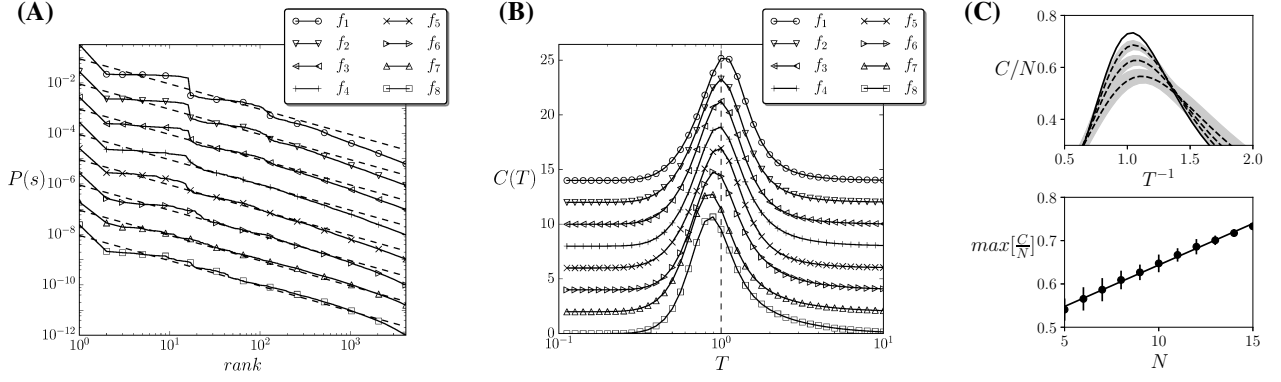 (A)
f1
f2
f3
f4
f5
f6
f7
f8
10^-2
10^-4
10^-6
10^-8
10^-10
10^-12
P(s)
10^0
10^1
10^2
10^3
rank
(B)
f1
f2
f3
f4
f5
f6
f7
f8
25
20
15
10
5
0
C(T)
10^-1
10^0
10^1
T
(C)
0.8
0.6
0.4
C/N
0.5
1.0
1.5
2.0
T^-1
0.8
0.7
0.6
0.5
max[C/N]
5
10
15
N